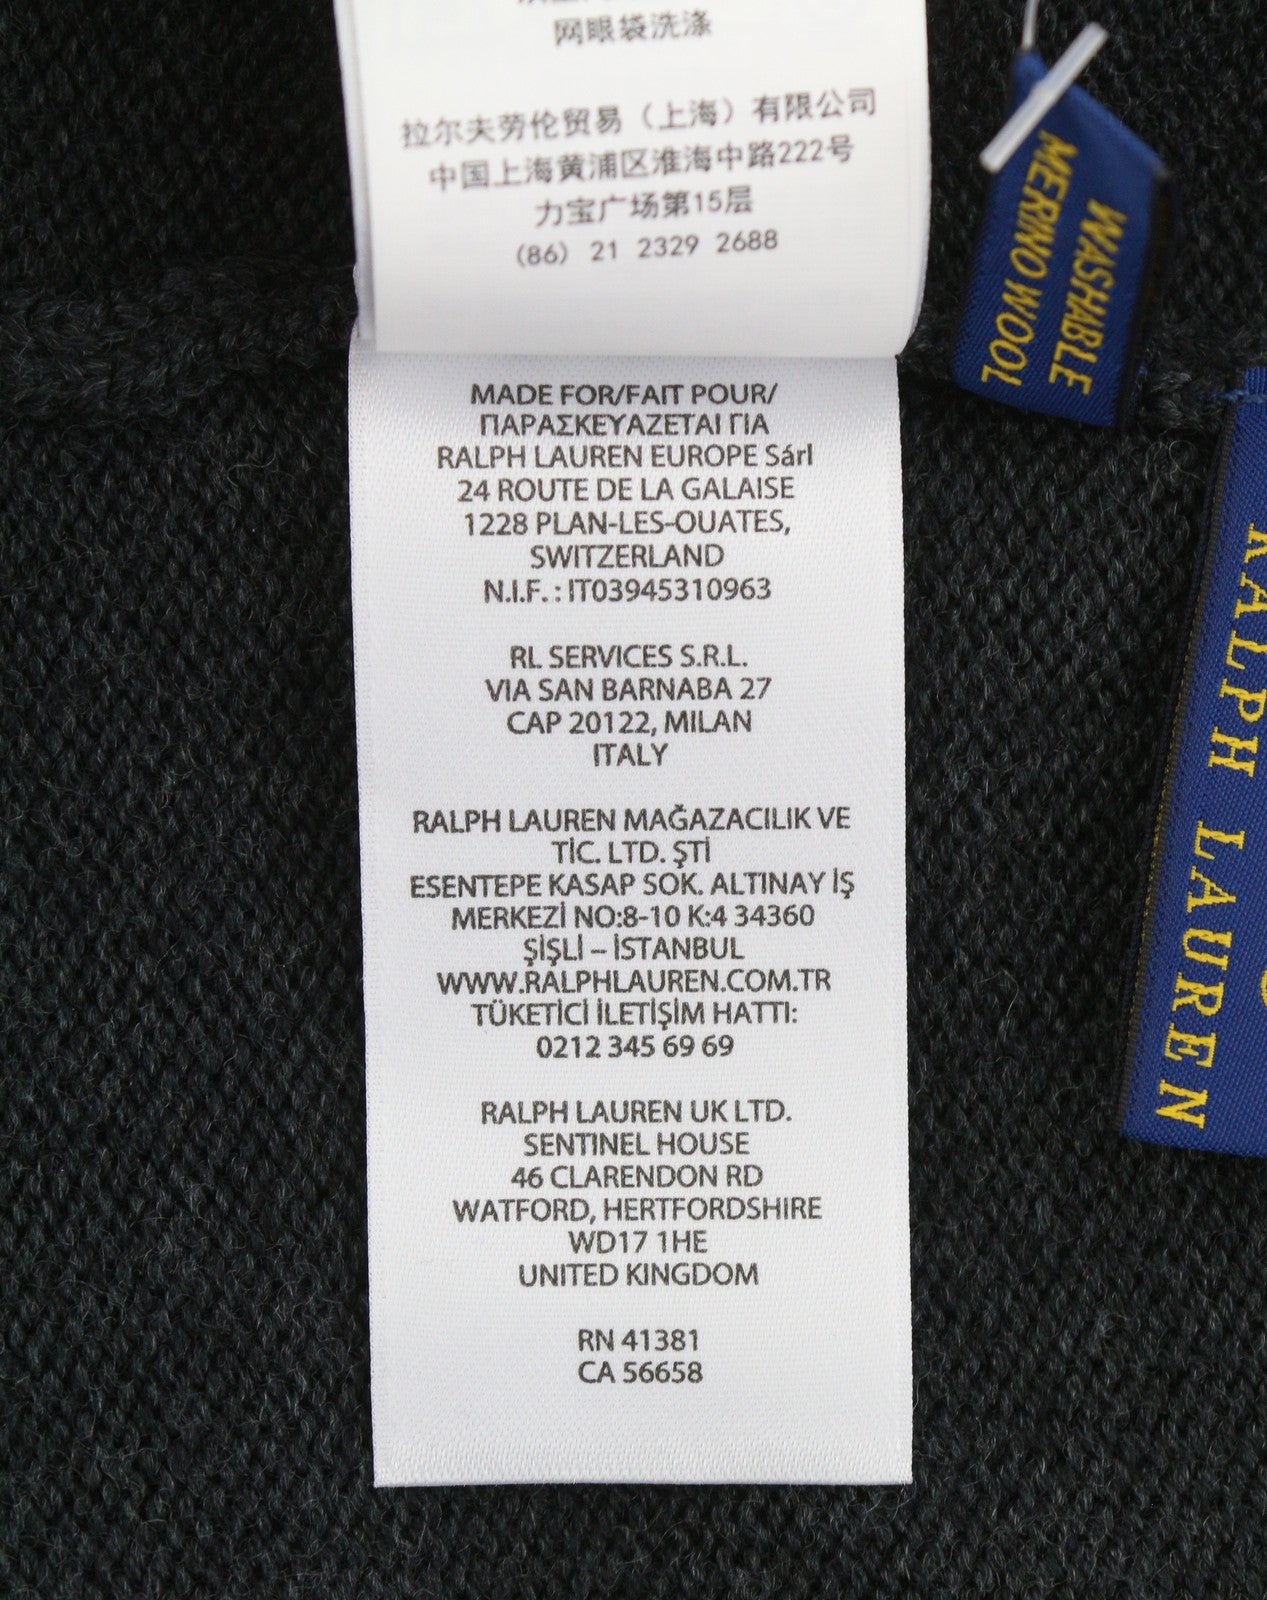 网眼袋洗涤
拉尔夫劳伦贸易（上海）有限公司
中国上海黄浦区淮海中路222号
力宝广场第15层
(86) 21 2329 2688
MADE FOR/FAIT POUR/
ΠΑΡΑΣΚΕΥΑΖΕΤΑΙ ΓΙΑ
RALPH LAUREN EUROPE Sárl
24 ROUTE DE LA GALAISE
1228 PLAN-LES-OUATES,
SWITZERLAND
N.I.F. : IT03945310963
RL SERVICES S.R.L.
VIA SAN BARNABA 27
CAP 20122, MILAN
ITALY
RALPH LAUREN MAĞAZACILIK VE
TİC. LTD. ŞTİ
ESENTEPE KASAP SOK. ALTINAY İŞ
MERKEZİ NO:8-10 K:4 34360
ŞİŞLİ – İSTANBUL
WWW.RALPHLAUREN.COM.TR
TÜKETİCİ İLETİŞİM HATTI:
0212 345 69 69
RALPH LAUREN UK LTD.
SENTINEL HOUSE
46 CLARENDON RD
WATFORD, HERTFORDSHIRE
WD17 1HE
UNITED KINGDOM
RN 41381
CA 56658
WASHABLE
MERINO WOOL
RALPH LAUREN